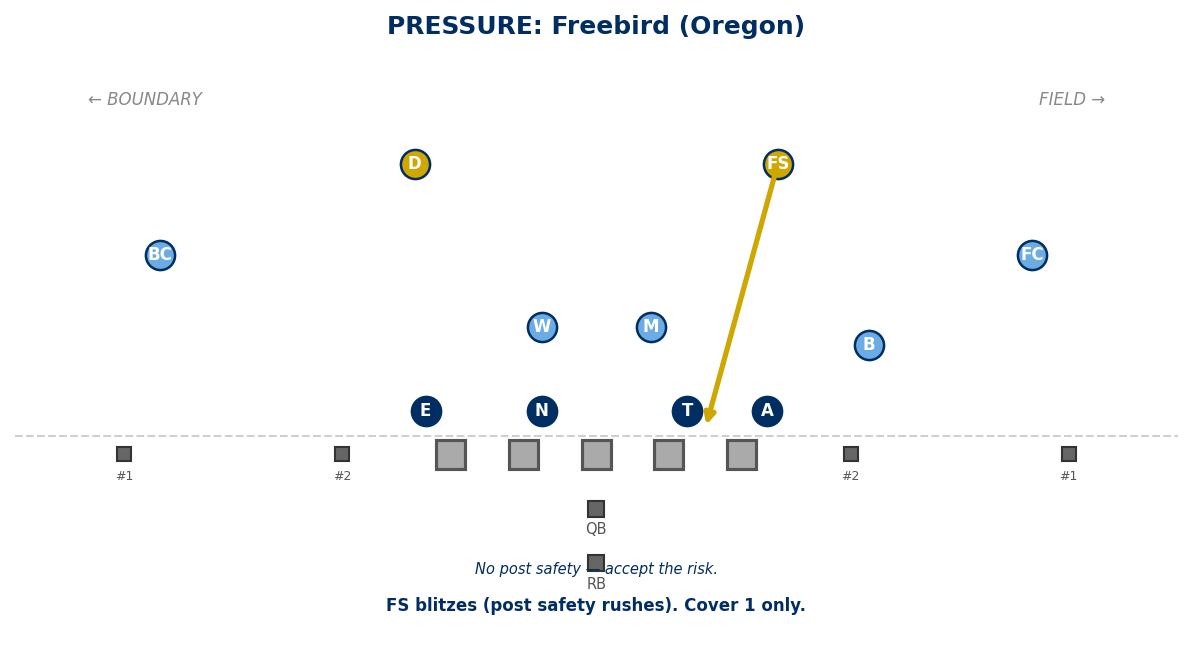 PRESSURE: Freebird (Oregon)
← BOUNDARY
FIELD →
D
FS
BC
FC
W
M
B
E
N
T
A
#1
#2
#2
#1
QB
No post safety — accept the risk.
RB
FS blitzes (post safety rushes). Cover 1 only.